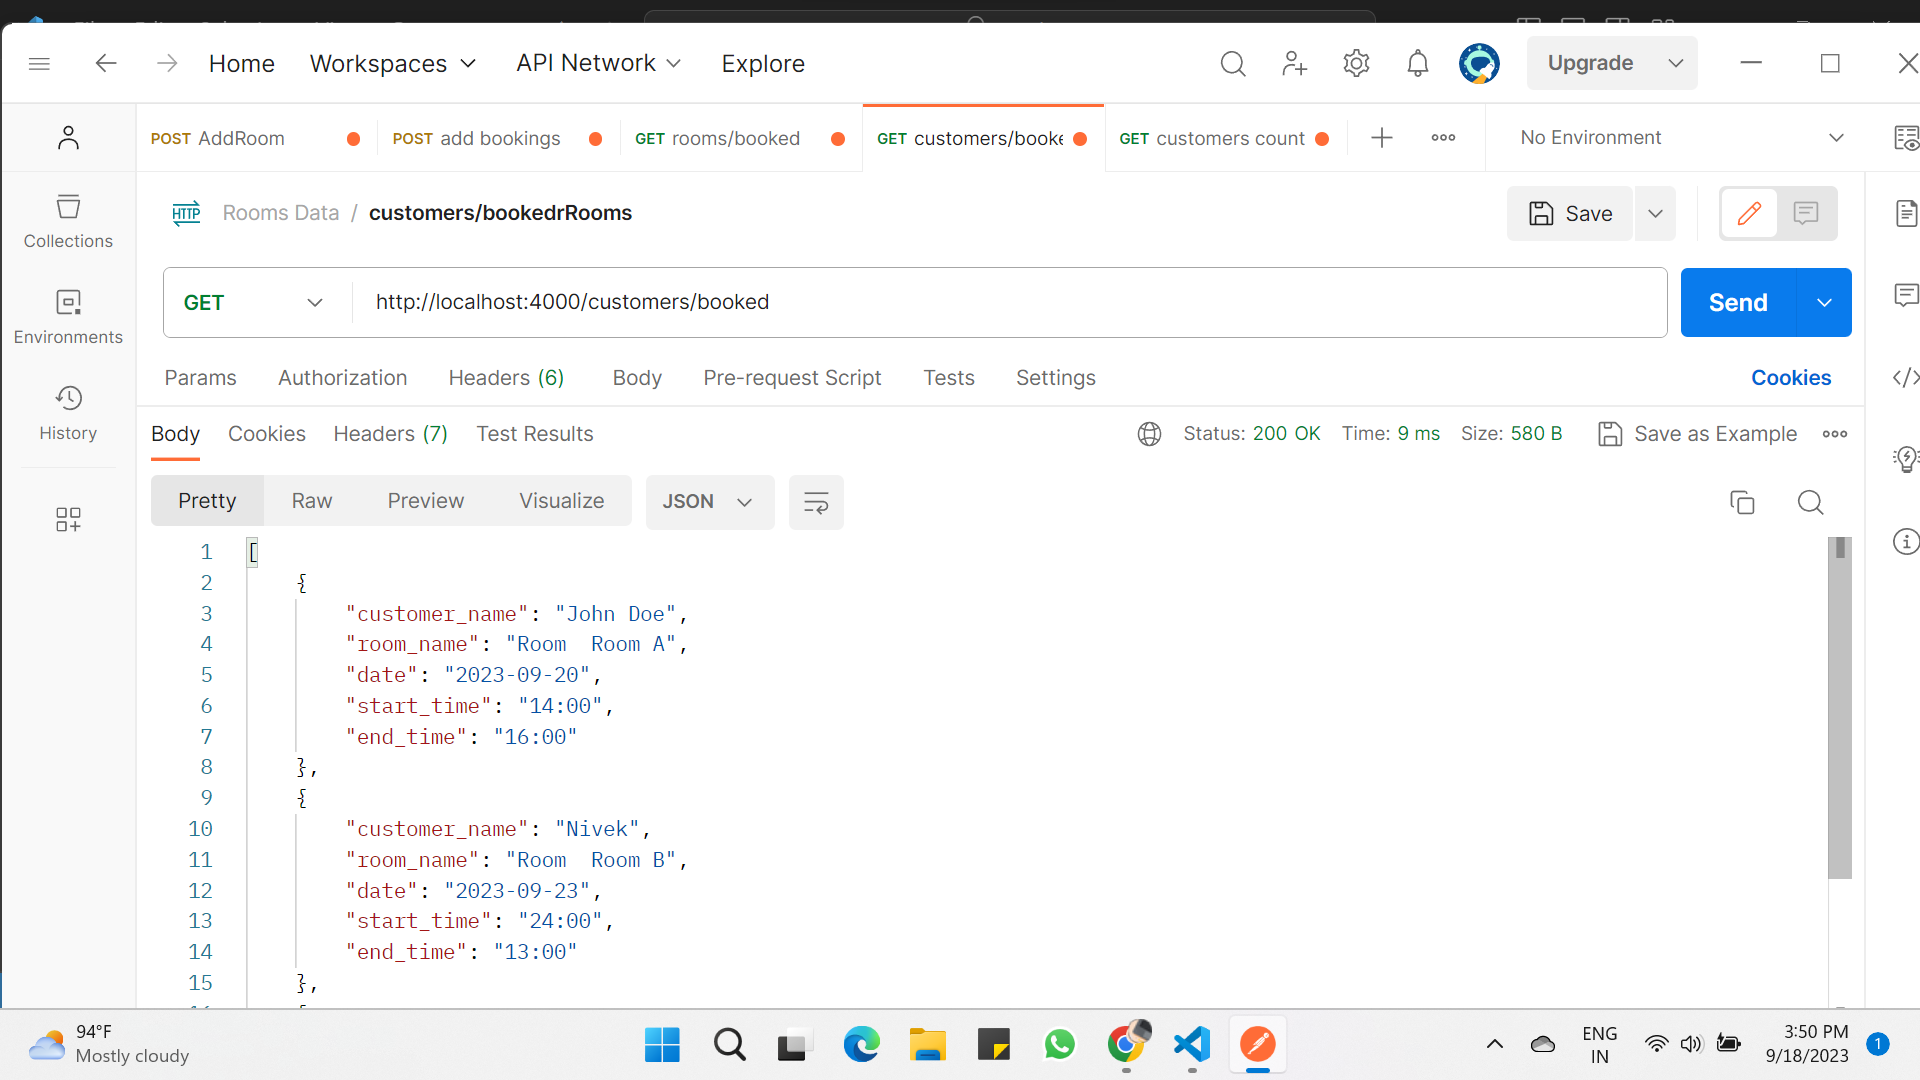 Home Workspaces API Network Explore Upgrade
POST AddRoom POST add bookings GET rooms/booked GET customers/booke GET customers count No Environment
HTTP Rooms Data / customers/bookedrRooms Save
Collections
GET http://localhost:4000/customers/booked Send
Environments
Params Authorization Headers (6) Body Pre-request Script Tests Settings Cookies
History
Body Cookies Headers (7) Test Results Status: 200 OK Time: 9 ms Size: 580 B Save as Example
Pretty Raw Preview Visualize JSON
1 [
2 {
3 "customer_name": "John Doe",
4 "room_name": "Room  Room A",
5 "date": "2023-09-20",
6 "start_time": "14:00",
7 "end_time": "16:00"
8 },
9 {
10 "customer_name": "Nivek",
11 "room_name": "Room  Room B",
12 "date": "2023-09-23",
13 "start_time": "24:00",
14 "end_time": "13:00"
15 },
94°F
Mostly cloudy
ENG
IN
3:50 PM
9/18/2023
1